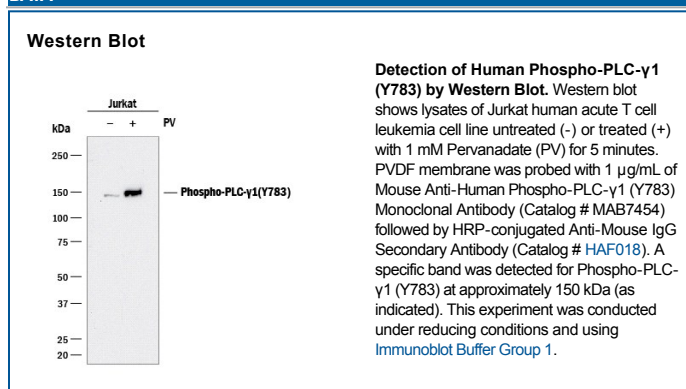 Western Blot
Jurkat
kDa
– + PV
250
150
Phospho-PLC-γ1(Y783)
100
75
50
37
25
20
Detection of Human Phospho-PLC-γ1
(Y783) by Western Blot. Western blot
shows lysates of Jurkat human acute T cell
leukemia cell line untreated (-) or treated (+)
with 1 mM Pervanadate (PV) for 5 minutes.
PVDF membrane was probed with 1 µg/mL of
Mouse Anti-Human Phospho-PLC-γ1 (Y783)
Monoclonal Antibody (Catalog # MAB7454)
followed by HRP-conjugated Anti-Mouse IgG
Secondary Antibody (Catalog # HAF018). A
specific band was detected for Phospho-PLC-
γ1 (Y783) at approximately 150 kDa (as
indicated). This experiment was conducted
under reducing conditions and using
Immunoblot Buffer Group 1.